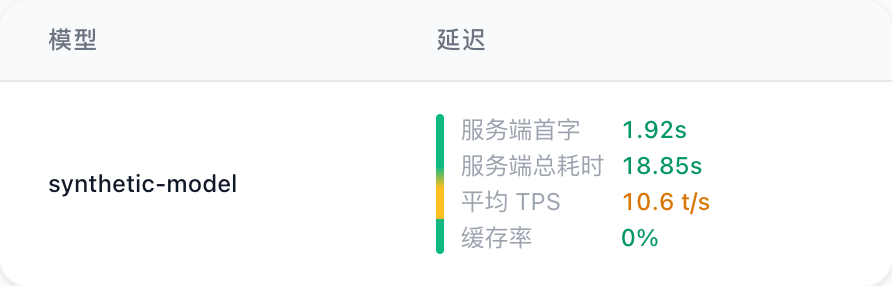 模型 延迟
synthetic-model
服务端首字 1.92s
服务端总耗时 18.85s
平均 TPS 10.6 t/s
缓存率 0%